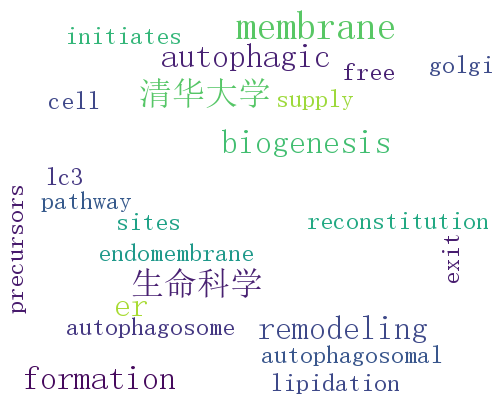 membrane
initiates
autophagic
free
golgi
清华大学
supply
cell
biogenesis
lc3
pathway
precursors
sites
reconstitution
endomembrane
exit
生命科学
er
autophagosome
remodeling
autophagosomal
formation
lipidation